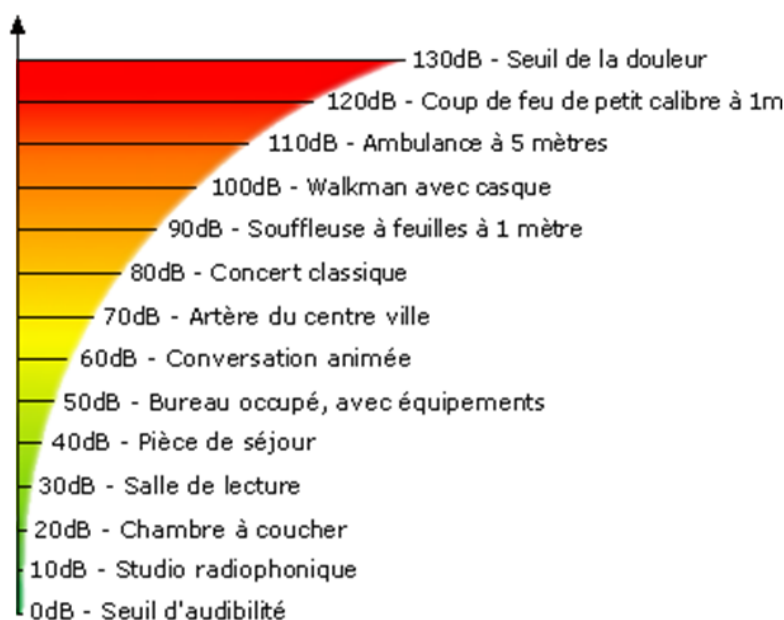 130dB - Seuil de la douleur
120dB - Coup de feu de petit calibre à 1m
110dB - Ambulance à 5 mètres
100dB - Walkman avec casque
90dB - Souffleuse à feuilles à 1 mètre
80dB - Concert classique
70dB - Artère du centre ville
60dB - Conversation animée
50dB - Bureau occupé, avec équipements
40dB - Pièce de séjour
30dB - Salle de lecture
20dB - Chambre à coucher
10dB - Studio radiophonique
0dB - Seuil d'audibilité